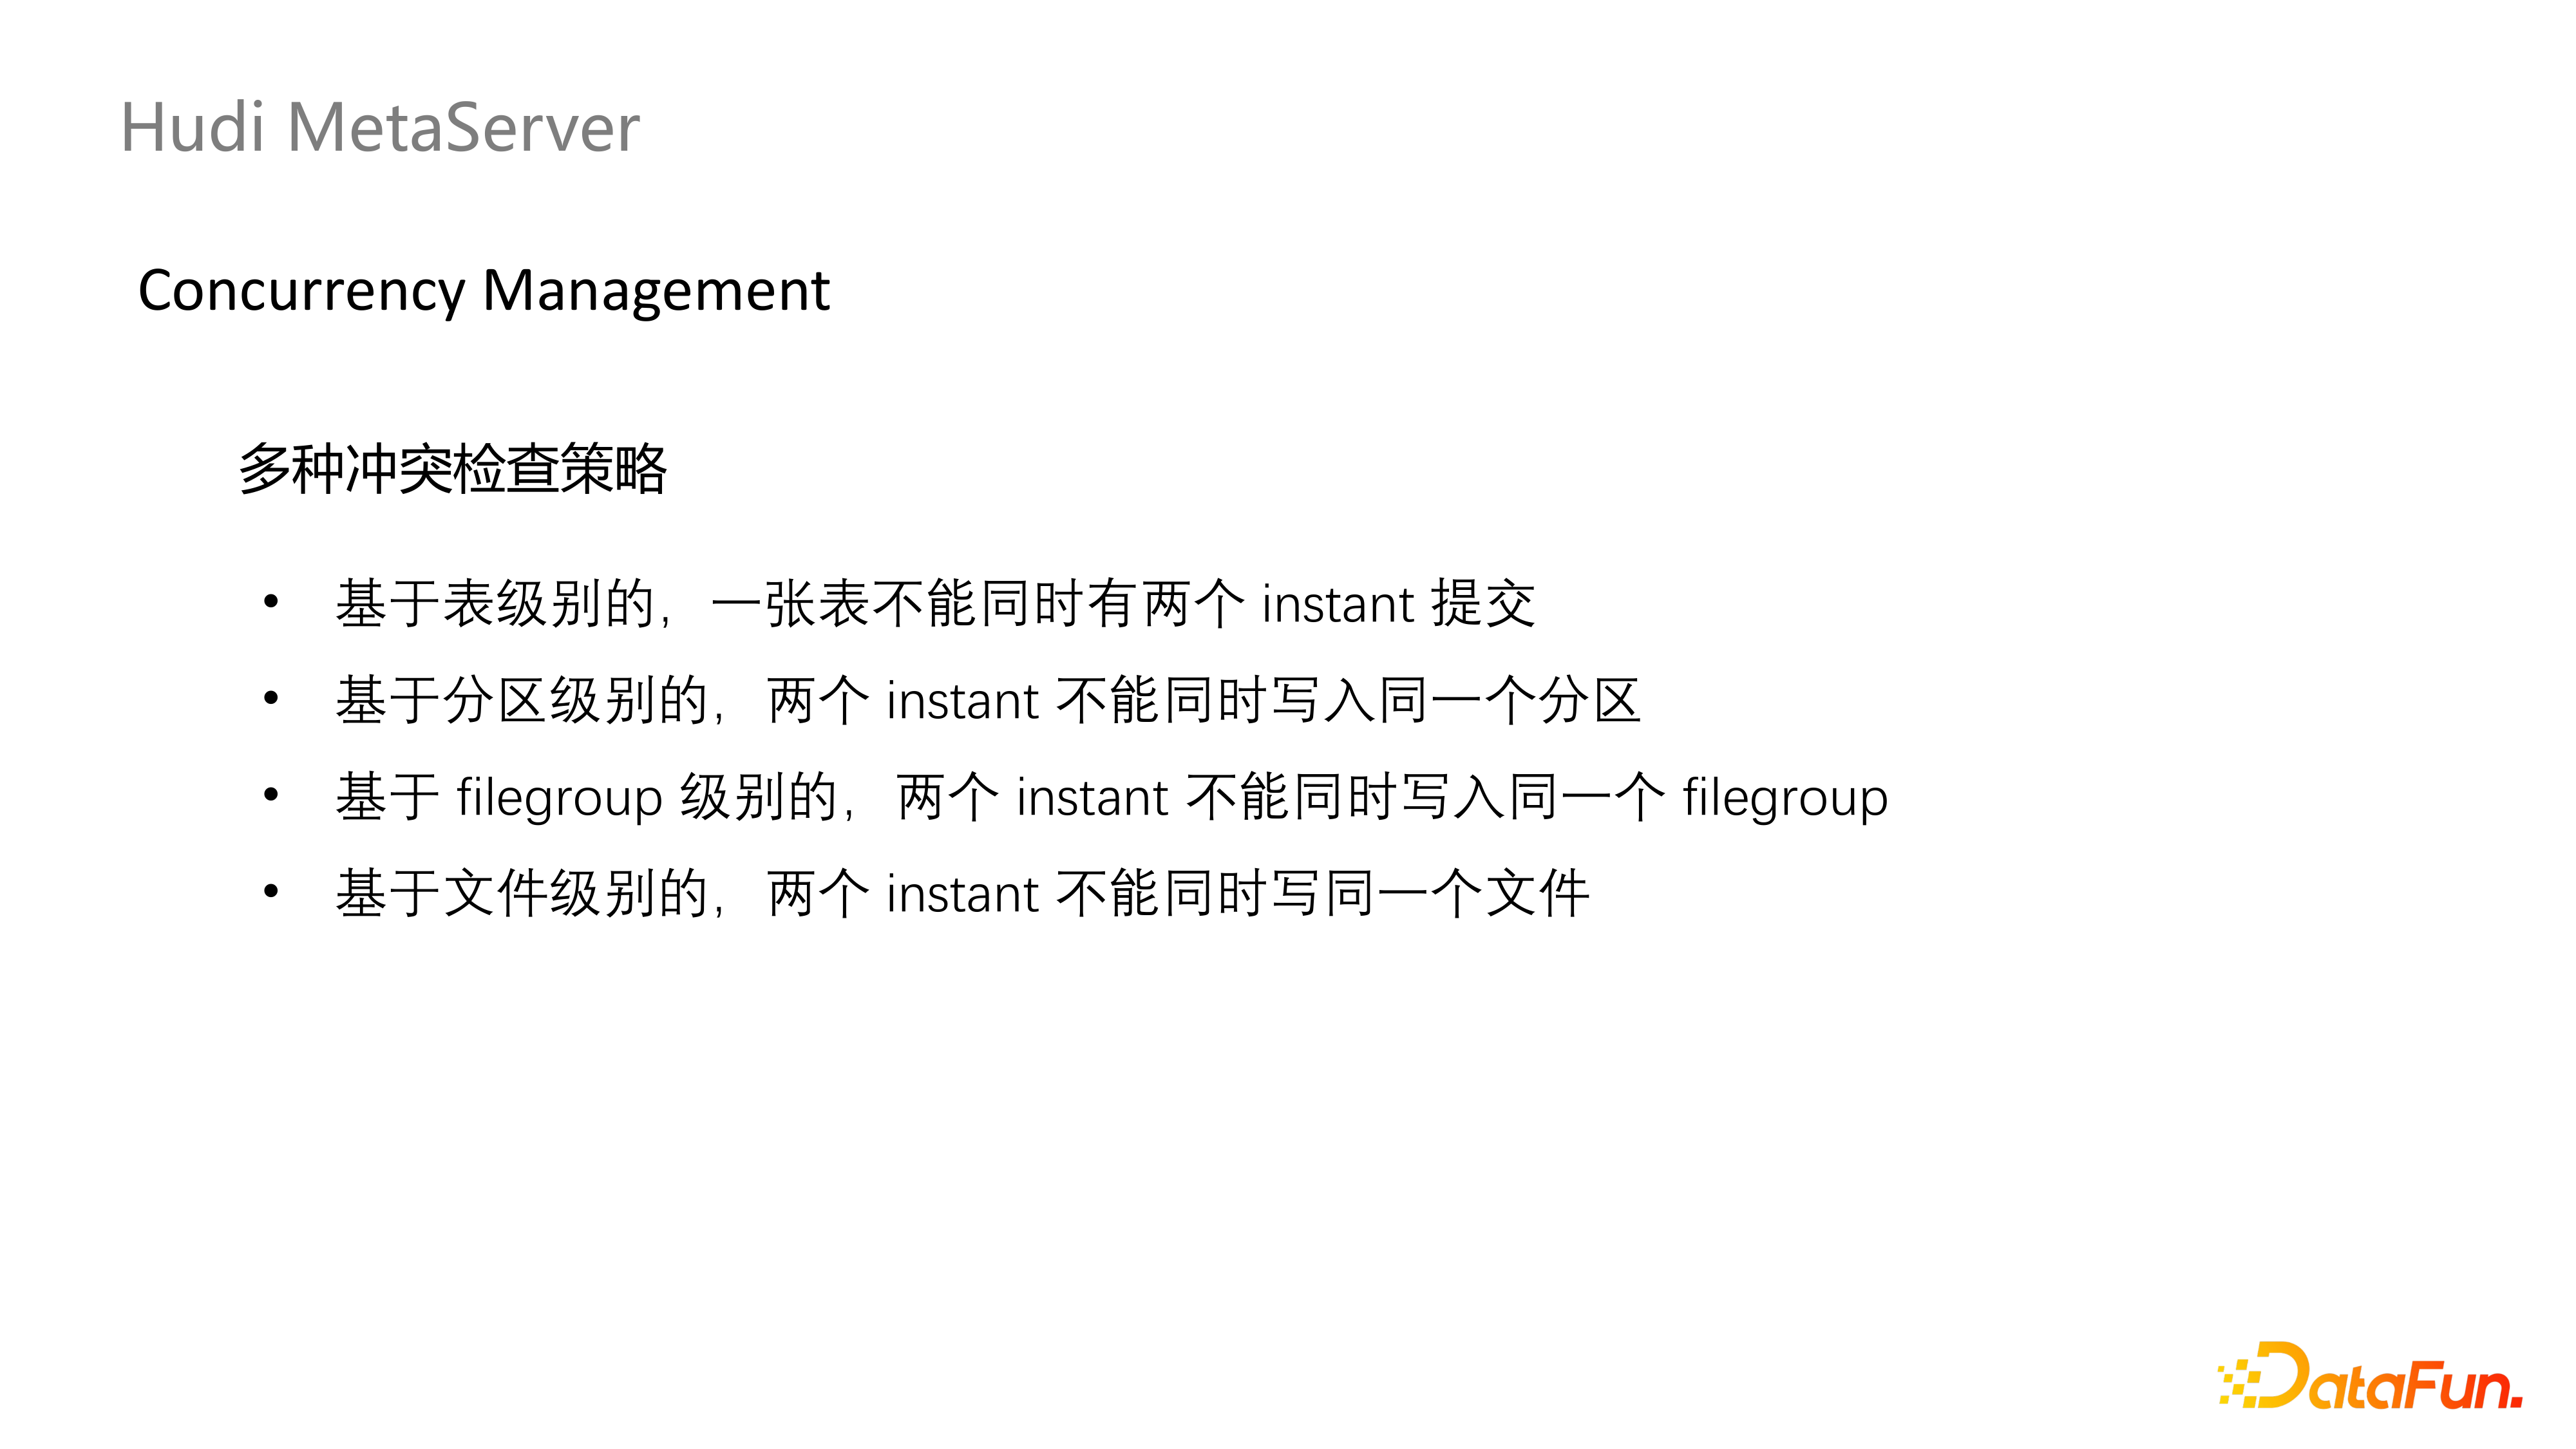 Hudi MetaServer
Concurrency Management
多种冲突检查策略
• 基于表级别的，一张表不能同时有两个 instant 提交
• 基于分区级别的，两个 instant 不能同时写入同一个分区
• 基于 filegroup 级别的，两个 instant 不能同时写入同一个 filegroup
• 基于文件级别的，两个 instant 不能同时写同一个文件
DataFun.